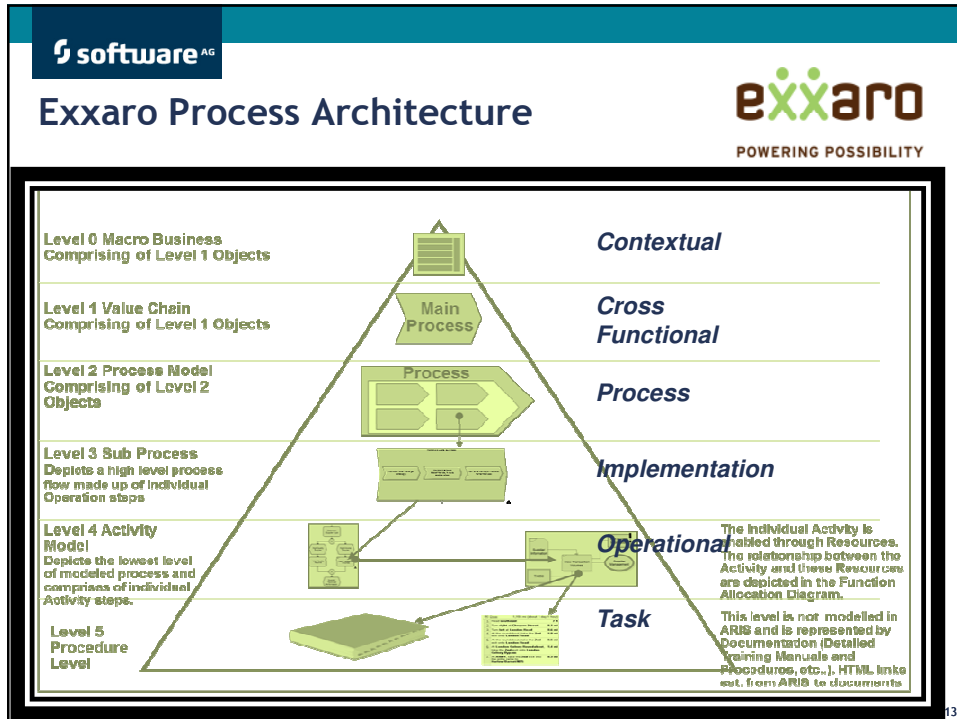 software AG
Exxaro Process Architecture
exxaro
POWERING POSSIBILITY
Level 0 Macro Business
Comprising of Level 1 Objects
Contextual
Level 1 Value Chain
Comprising of Level 1 Objects
Main
Process
Cross
Functional
Level 2 Process Model
Comprising of Level 2
Objects
Process
Process
Level 3 Sub Process
Depicts a high level process
flow made up of individual
Operation steps
Implementation
Level 4 Activity
Model
Depicts the lowest level
of modeled process and
comprises of individual
Activity steps.
Operational
The individual Activity is
enabled through Resources.
The relationship between the
Activity and these Resources
are depicted in the Function
Allocation Diagram.
Level 5
Procedure
Level
Task
This level is not modelled in
ARIS and is represented by
Documentation (Detailed
Training Manuals and
Procedures, etc..). HTML links
exist from ARIS to documents
13